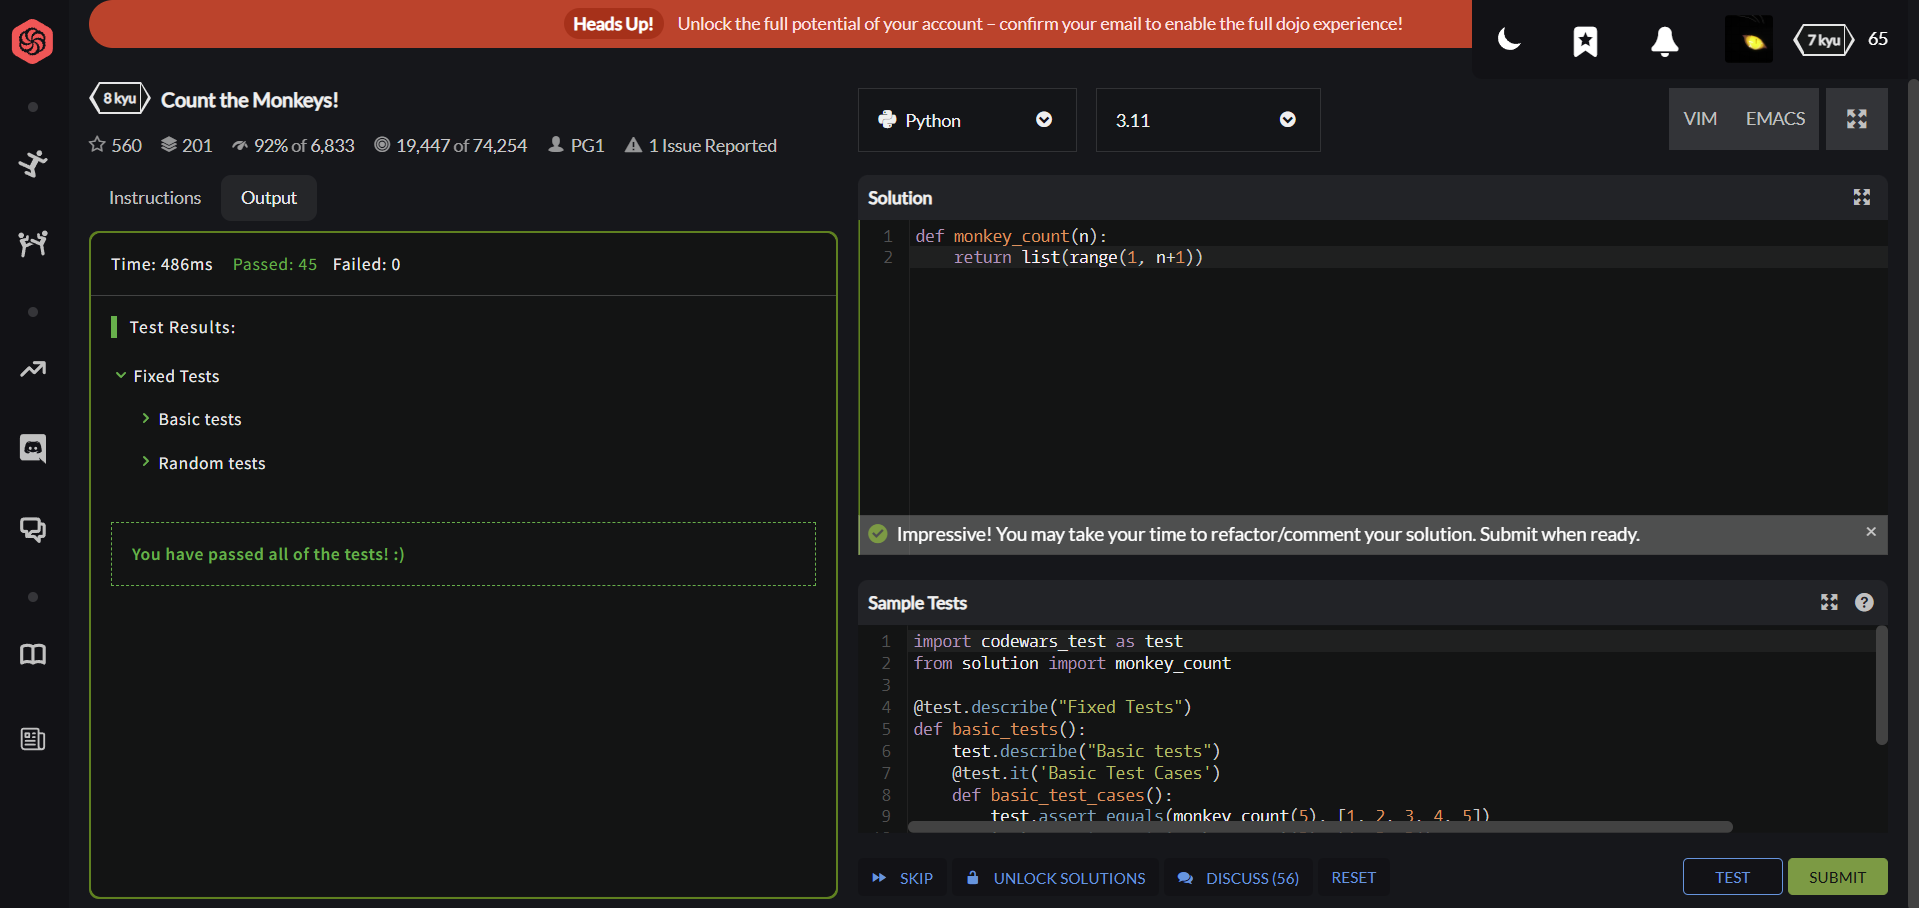 Heads Up! Unlock the full potential of your account – confirm your email to enable the full dojo experience!
7 kyu 65
8 kyu Count the Monkeys!
560 201 92% of 6,833 19,447 of 74,254 PG1 1 Issue Reported
Python 3.11 VIM EMACS
Instructions Output
Time: 486ms Passed: 45 Failed: 0
Test Results:
Fixed Tests
Basic tests
Random tests
You have passed all of the tests! :)
Solution
1 def monkey_count(n):
2     return list(range(1, n+1))
Impressive! You may take your time to refactor/comment your solution. Submit when ready.
Sample Tests
1 import codewars_test as test
2 from solution import monkey_count
3
4 @test.describe("Fixed Tests")
5 def basic_tests():
6     test.describe("Basic tests")
7     @test.it('Basic Test Cases')
8     def basic_test_cases():
9         test.assert_equals(monkey_count(5), [1, 2, 3, 4, 5])
SKIP UNLOCK SOLUTIONS DISCUSS (56) RESET TEST SUBMIT